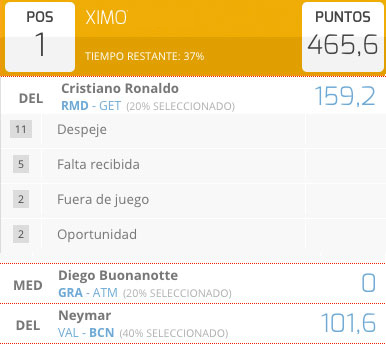 POS
XIMO
PUNTOS
1
TIEMPO RESTANTE: 37%
465,6
DEL
Cristiano Ronaldo
RMD - GET (20% SELECCIONADO)
159,2
11 Despeje
5 Falta recibida
2 Fuera de juego
2 Oportunidad
MED
Diego Buonanotte
GRA - ATM (20% SELECCIONADO)
0
DEL
Neymar
VAL - BCN (40% SELECCIONADO)
101,6